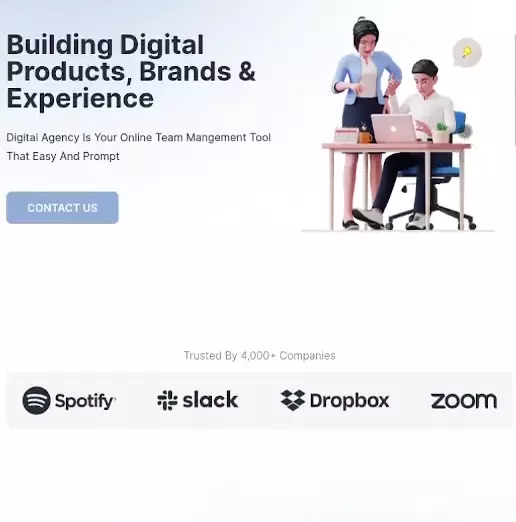 Building Digital
Products, Brands &
Experience
Digital Agency Is Your Online Team Mangement Tool
That Easy And Prompt
CONTACT US
Trusted By 4,000+ Companies
Spotify
slack
Dropbox
zoom